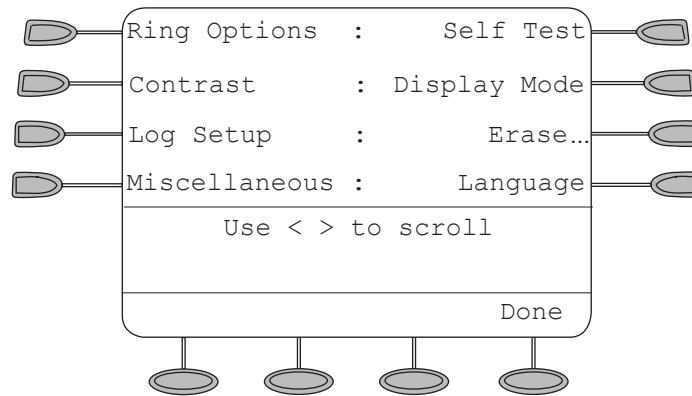 Ring Options : Self Test
Contrast : Display Mode
Log Setup : Erase…
Miscellaneous : Language
Use < > to scroll
Done